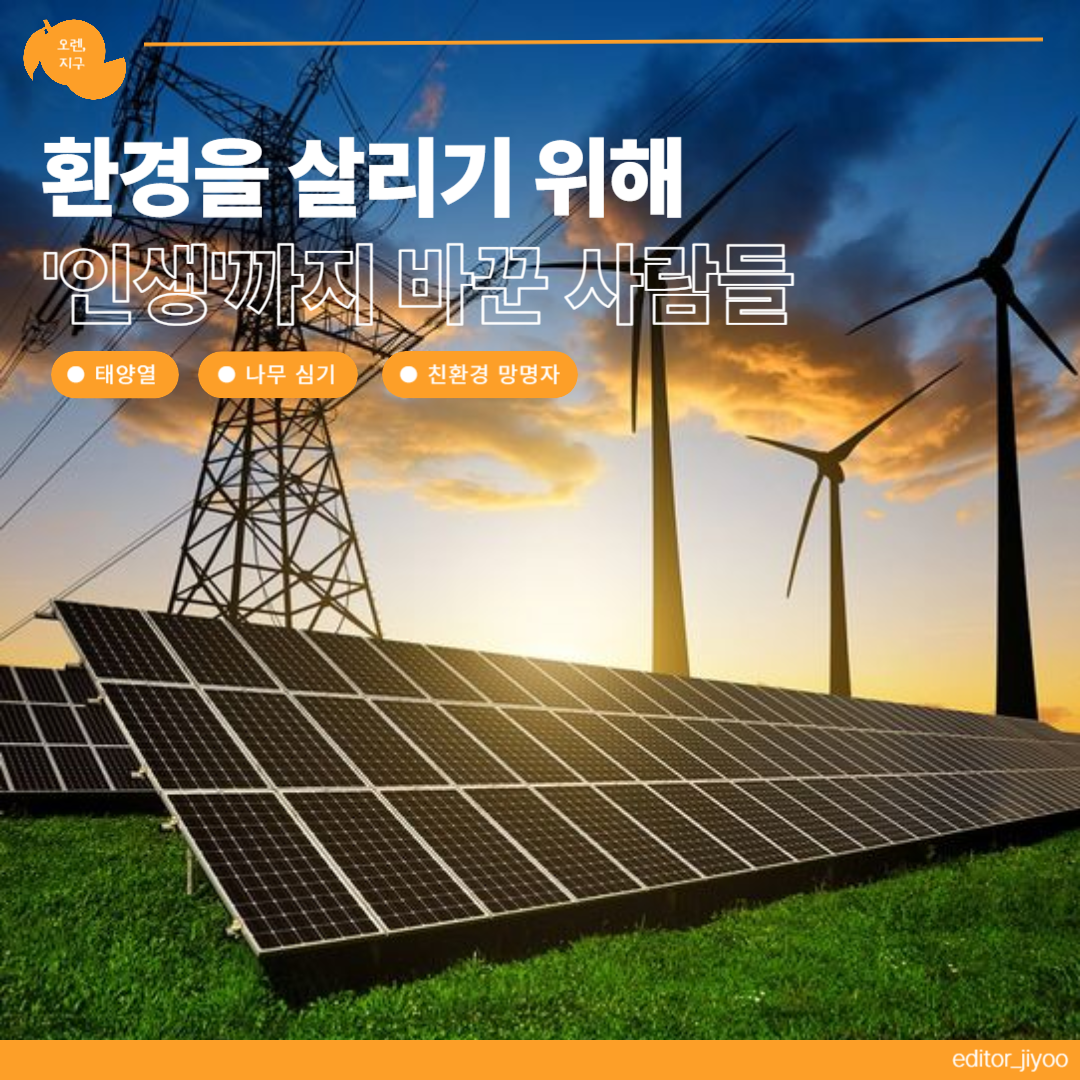 오렌,
지구
환경을 살리기 위해
'인생'까지 바꾼 사람들
● 태양열 ● 나무 심기 ● 친환경 망명자
editor_jiyoo